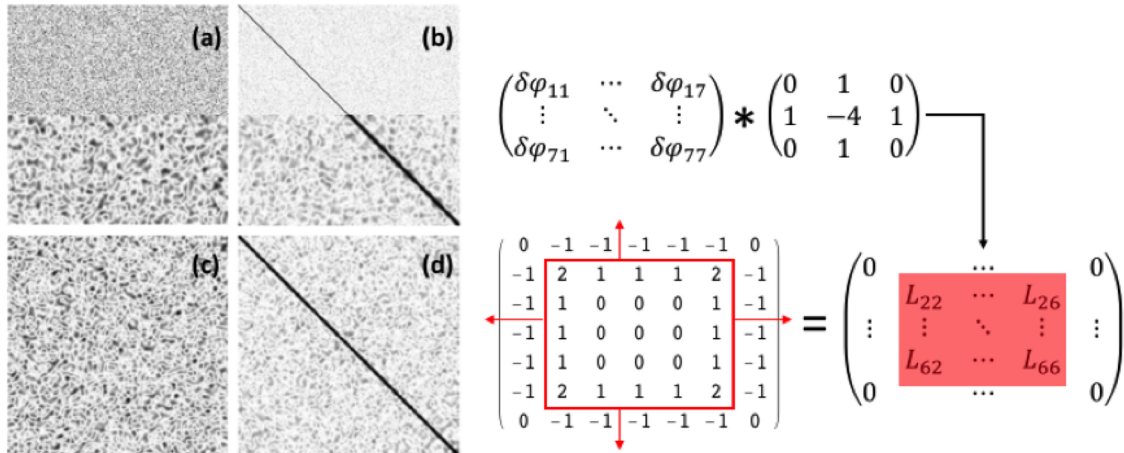 (a)
(b)
(c)
(d)
δφ₁₁ ⋯ δφ₁₇
⋮ ⋱ ⋮
δφ₇₁ ⋯ δφ₇₇
*
0 1 0
1 −4 1
0 1 0
0 -1 -1 -1 -1 -1 0
-1 2 1 1 1 2 -1
-1 1 0 0 0 1 -1
-1 1 0 0 0 1 -1
-1 1 0 0 0 1 -1
-1 2 1 1 1 2 -1
0 -1 -1 -1 -1 -1 0
=
0 ⋯ 0
L₂₂ ⋯ L₂₆
⋮ ⋮ ⋱ ⋮ ⋮
L₆₂ ⋯ L₆₆
0 ⋯ 0